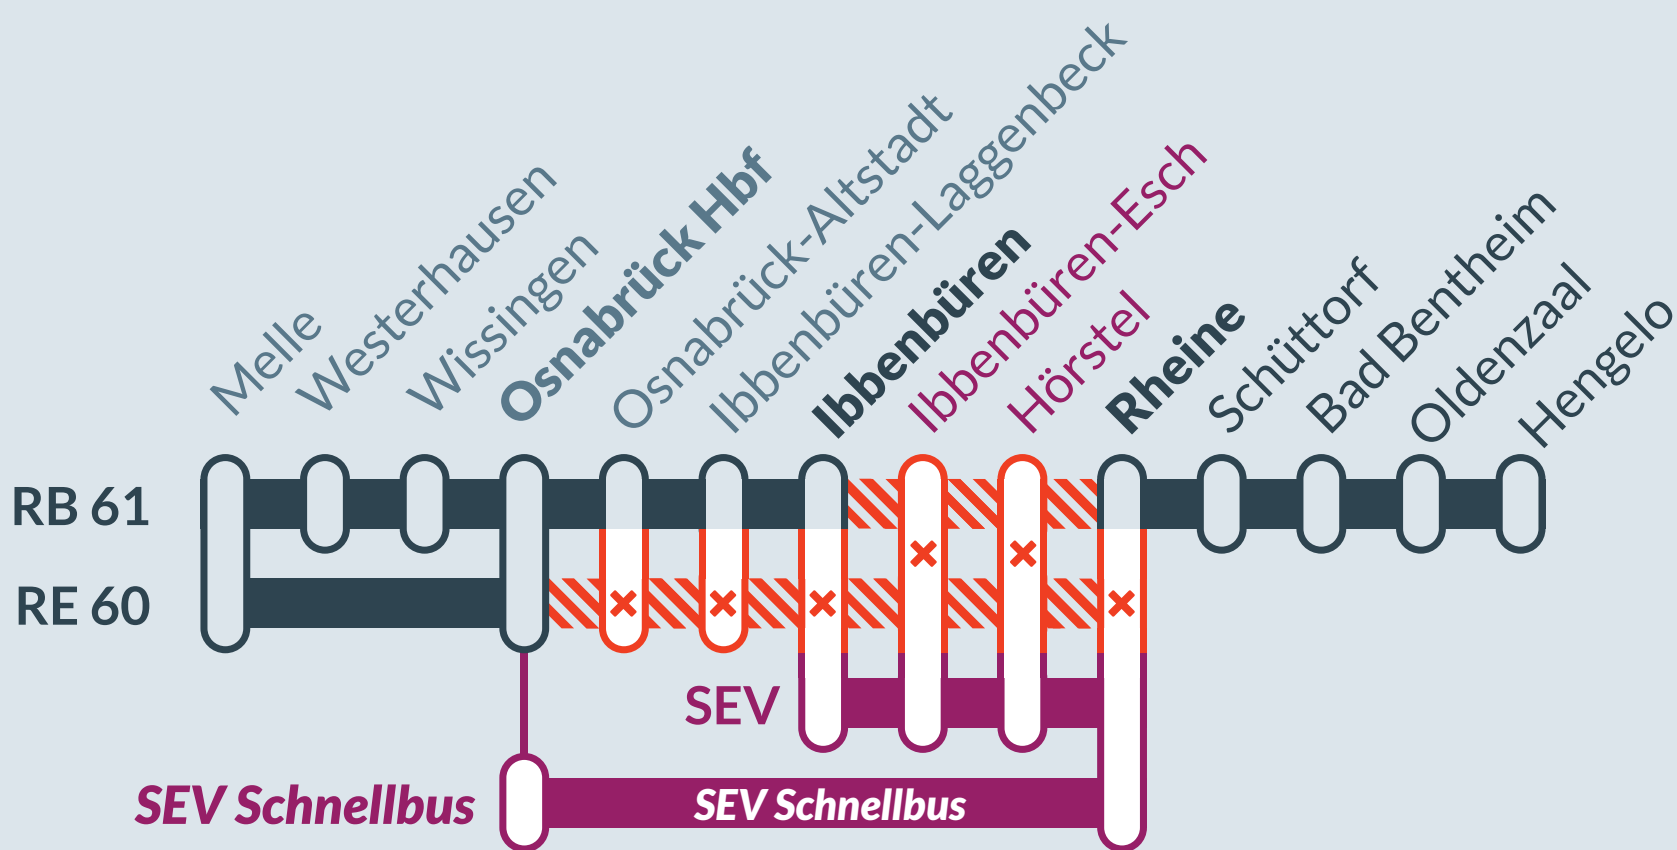 Melle
Westerhausen
Wissingen
Osnabrück Hbf
Osnabrück-Altstadt
Ibbenbüren-Laggenbeck
Ibbenbüren
Ibbenbüren-Esch
Hörstel
Rheine
Schüttorf
Bad Bentheim
Oldenzaal
Hengelo
RB 61
RE 60
SEV
SEV Schnellbus
SEV Schnellbus